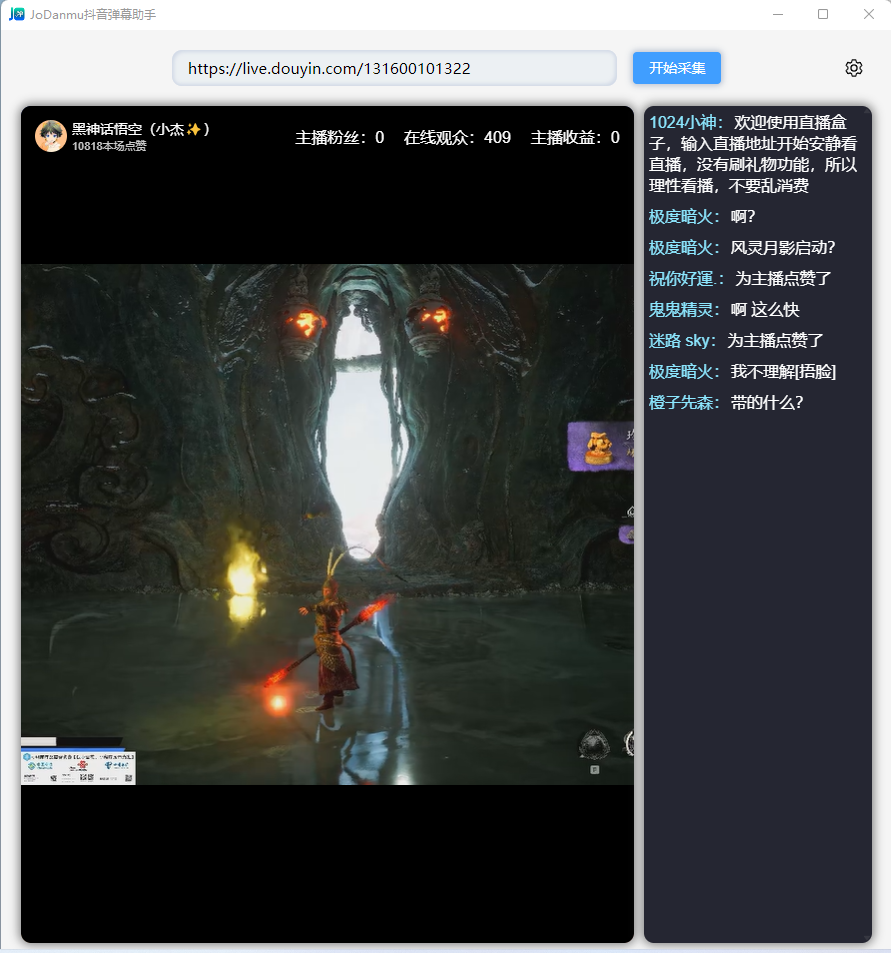 JoDanmu抖音弹幕助手
https://live.douyin.com/131600101322
开始采集
黑神话悟空（小杰✨）
10818本场点赞
主播粉丝：0 在线观众：409 主播收益：0
1024小神：欢迎使用直播盒
子，输入直播地址开始安静看
直播，没有刷礼物功能，所以
理性看播，不要乱消费
极度暗火：啊？
极度暗火：风灵月影启动？
祝你好運.：为主播点赞了
鬼鬼精灵：啊 这么快
迷路 sky：为主播点赞了
极度暗火：我不理解[捂脸]
橙子先森：带的什么？